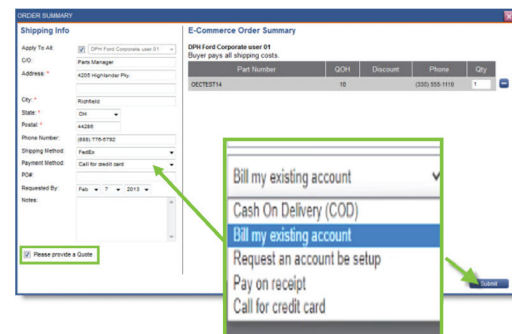 ORDER SUMMARY
Shipping Info
Apply To All: DPH Ford Corporate user 01
C/O: Parts Manager
Address: * 4205 Highlander Pky
City: * Richfield
State: * OH
Postal: * 44286
Phone Number: (888) 776-5792
Shipping Method: FedEx
Payment Method: Call for credit card
PO#:
Requested By: Feb 7 2013
Notes:
Please provide a Quote
E-Commerce Order Summary
DPH Ford Corporate user 01
Buyer pays all shipping costs.
Part Number QOH Discount Phone Qty
OECTEST14 10 (330) 555-1118 1
Bill my existing account
Cash On Delivery (COD)
Bill my existing account
Request an account be setup
Pay on receipt
Call for credit card
Submit